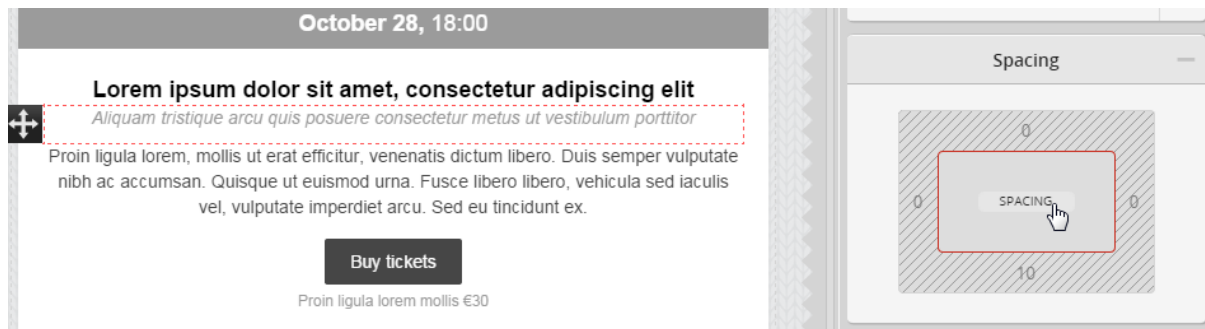 October 28, 18:00
Lorem ipsum dolor sit amet, consectetur adipiscing elit
Aliquam tristique arcu quis posuere consectetur metus ut vestibulum porttitor
Proin ligula lorem, mollis ut erat efficitur, venenatis dictum libero. Duis semper vulputate
nibh ac accumsan. Quisque ut euismod urna. Fusce libero libero, vehicula sed iaculis
vel, vulputate imperdiet arcu. Sed eu tincidunt ex.
Buy tickets
Proin ligula lorem mollis €30
Spacing
0
0
SPACING
0
10